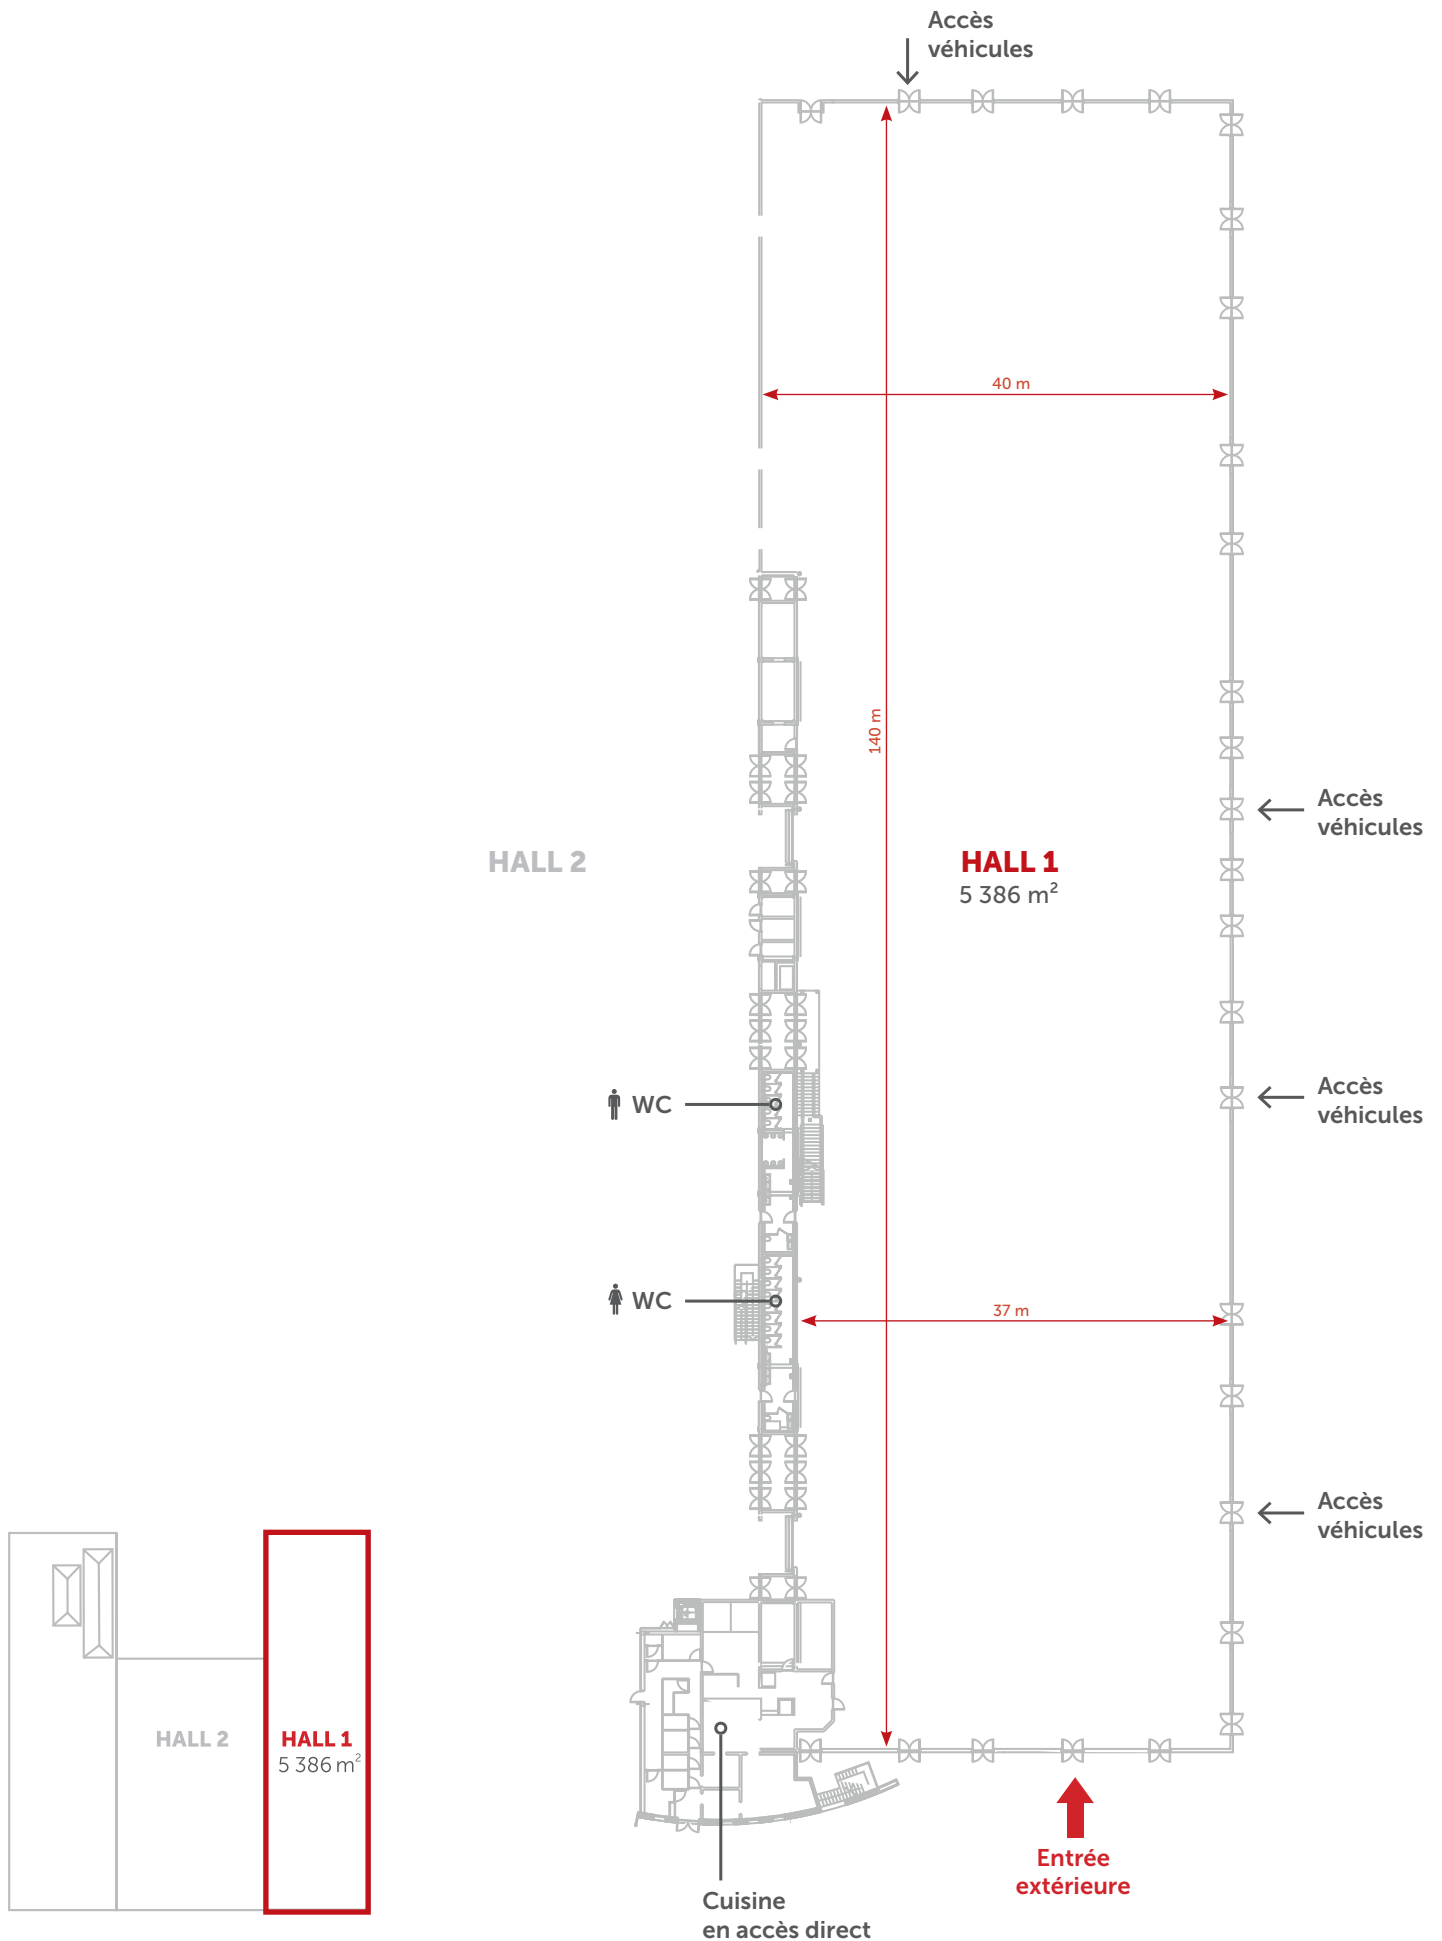 Accès
véhicules
40 m
140 m
HALL 2
HALL 1
5 386 m²
Accès
véhicules
WC
Accès
véhicules
WC
37 m
Accès
véhicules
HALL 2
HALL 1
5 386 m²
Entrée
extérieure
Cuisine
en accès direct